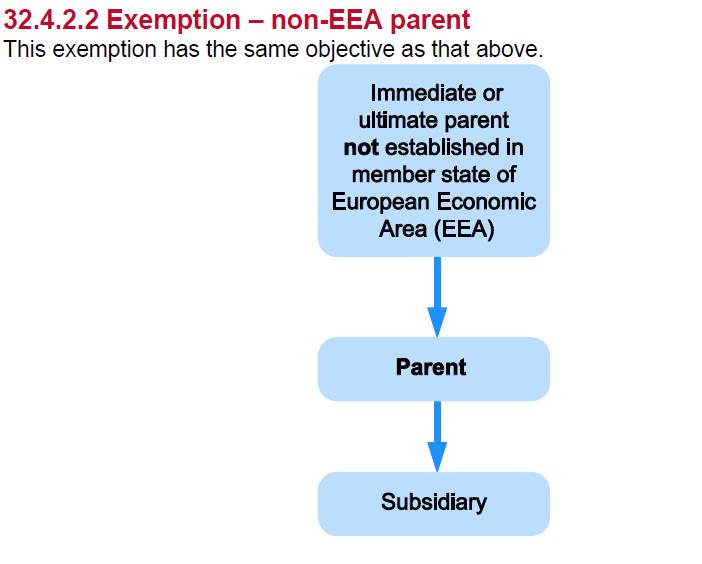 32.4.2.2 Exemption – non-EEA parent
This exemption has the same objective as that above.
Immediate or
ultimate parent
not established in
member state of
European Economic
Area (EEA)
Parent
Subsidiary